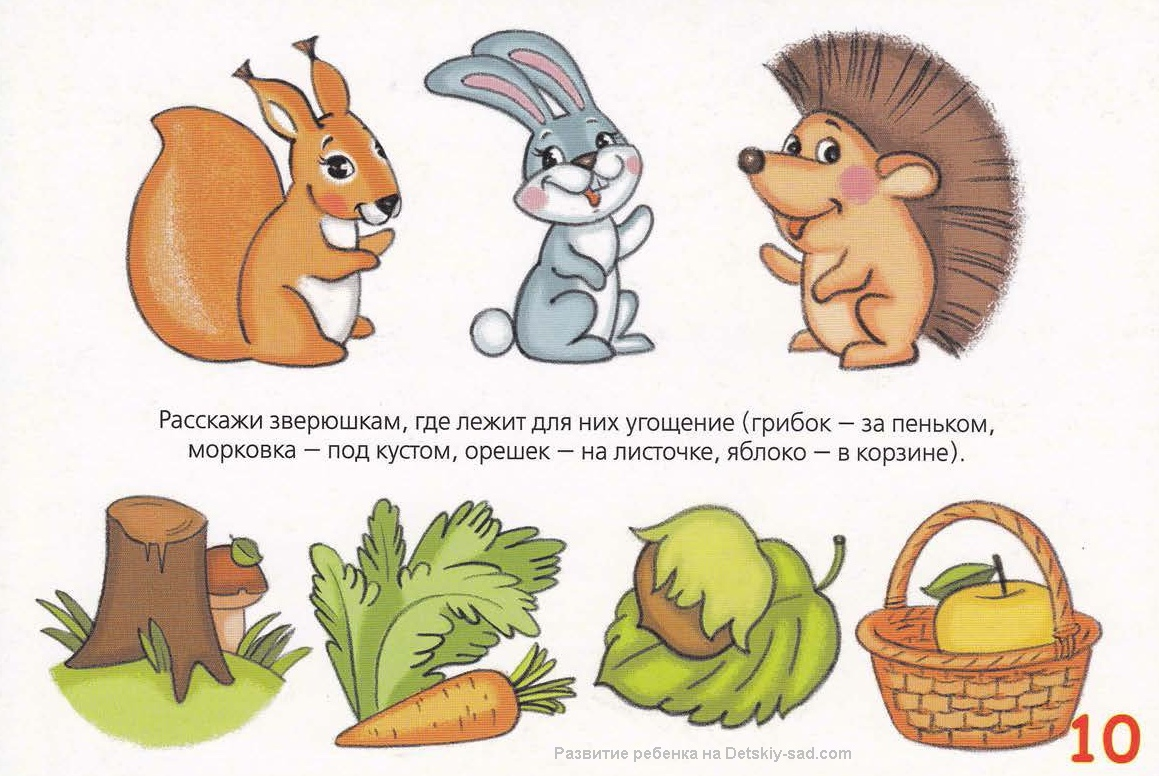 Расскажи зверюшкам, где лежит для них угощение (грибок – за пеньком,
морковка – под кустом, орешек – на листочке, яблоко – в корзине).
Развитие ребенка на Detskiy-sad.com
10